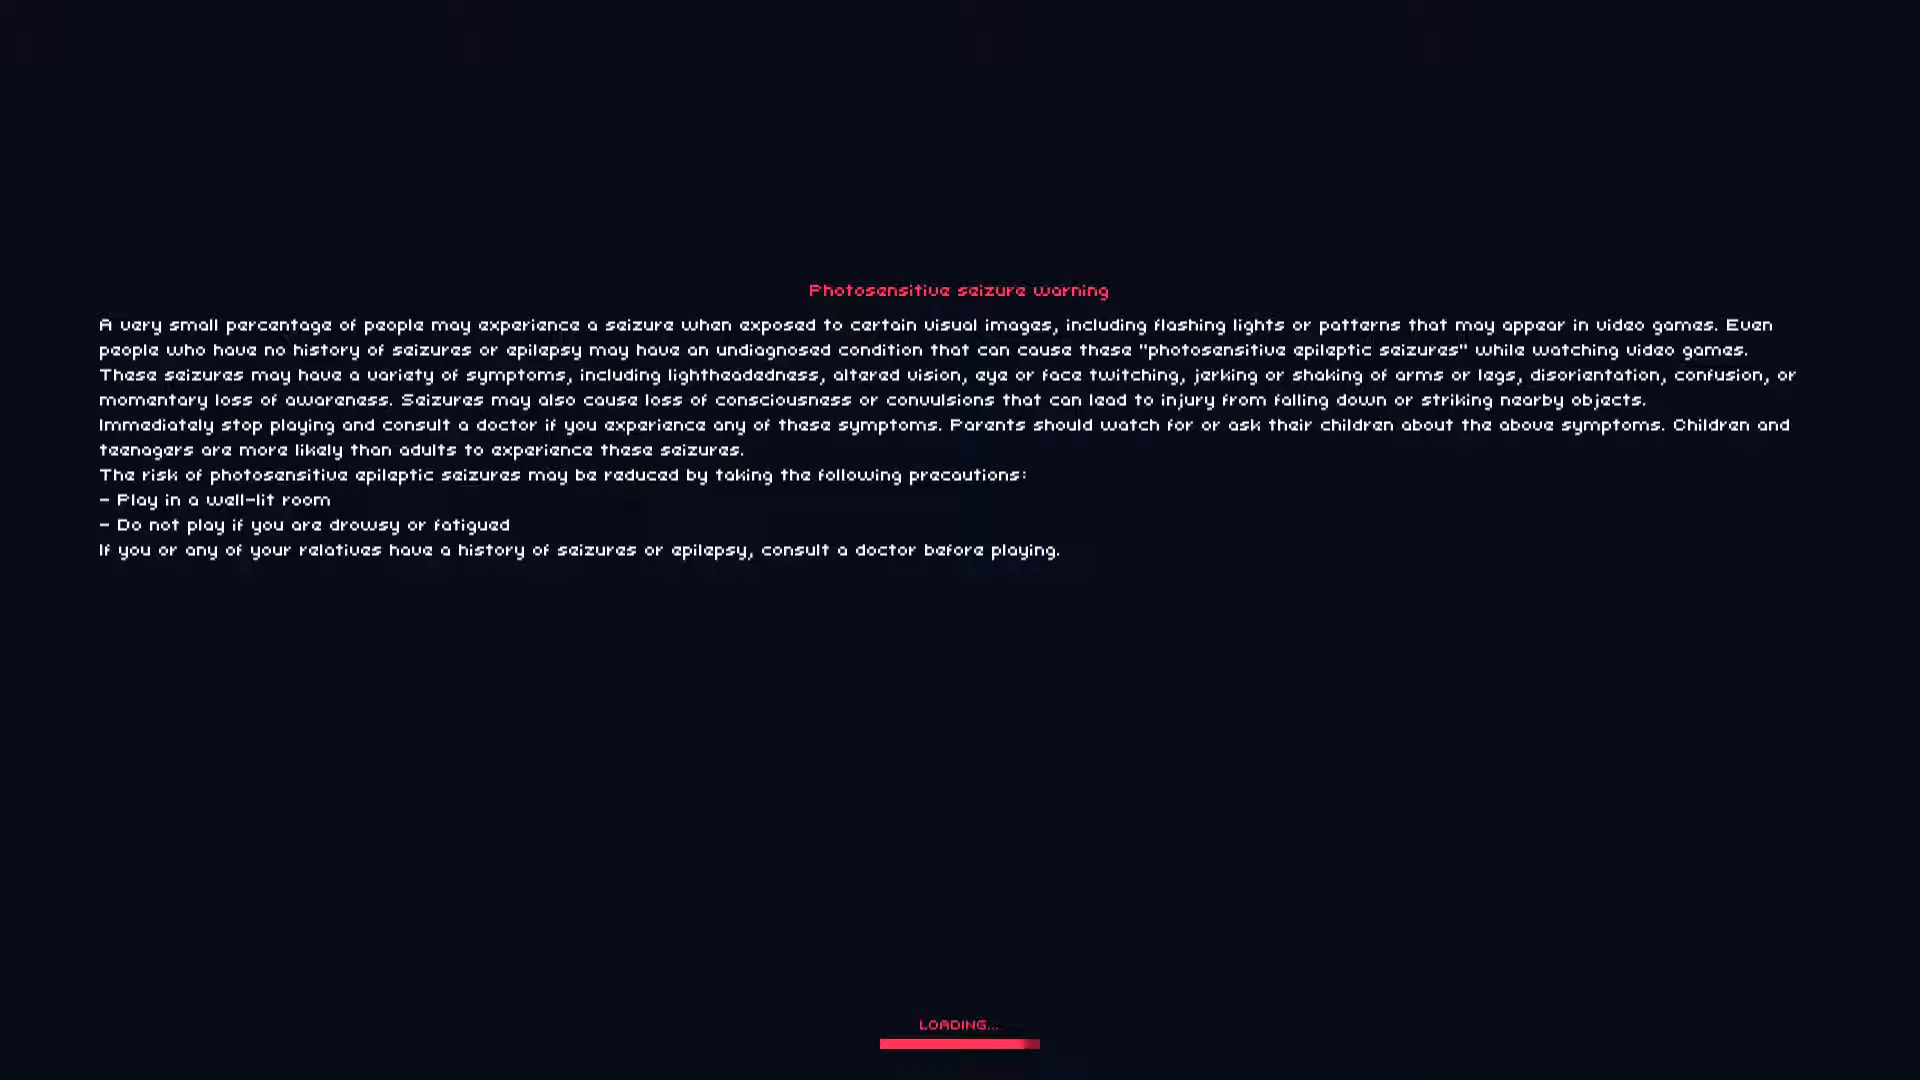 Photosensitive seizure warning
A very small percentage of people may experience a seizure when exposed to certain visual images, including flashing lights or patterns that may appear in video games. Even
people who have no history of seizures or epilepsy may have an undiagnosed condition that can cause these "photosensitive epileptic seizures" while watching video games.
These seizures may have a variety of symptoms, including lightheadedness, altered vision, eye or face twitching, jerking or shaking of arms or legs, disorientation, confusion, or
momentary loss of awareness. Seizures may also cause loss of consciousness or convulsions that can lead to injury from falling down or striking nearby objects.
Immediately stop playing and consult a doctor if you experience any of these symptoms. Parents should watch for or ask their children about the above symptoms. Children and
teenagers are more likely than adults to experience these seizures.
The risk of photosensitive epileptic seizures may be reduced by taking the following precautions:
- Play in a well-lit room
- Do not play if you are drowsy or fatigued
If you or any of your relatives have a history of seizures or epilepsy, consult a doctor before playing.
LOADING...